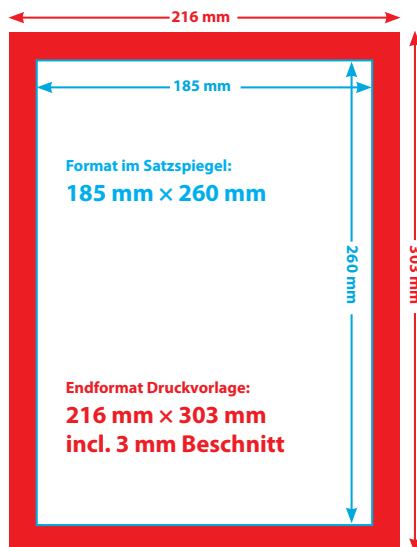 216 mm
185 mm
Format im Satzspiegel:
185 mm × 260 mm
260 mm
303 mm
Endformat Druckvorlage:
216 mm × 303 mm
incl. 3 mm Beschnitt